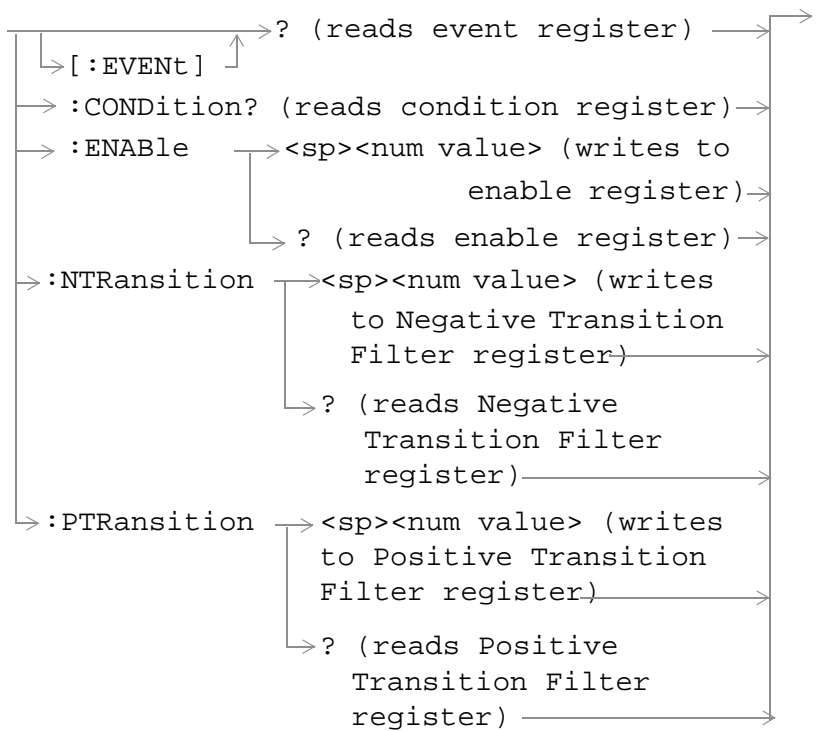 ? (reads event register)
[:EVENt]
:CONDition? (reads condition register)
:ENABle <sp><num value> (writes to
enable register)
? (reads enable register)
:NTRansition <sp><num value> (writes
to Negative Transition
Filter register)
? (reads Negative
Transition Filter
register)
:PTRansition <sp><num value> (writes
to Positive Transition
Filter register)
? (reads Positive
Transition Filter
register)